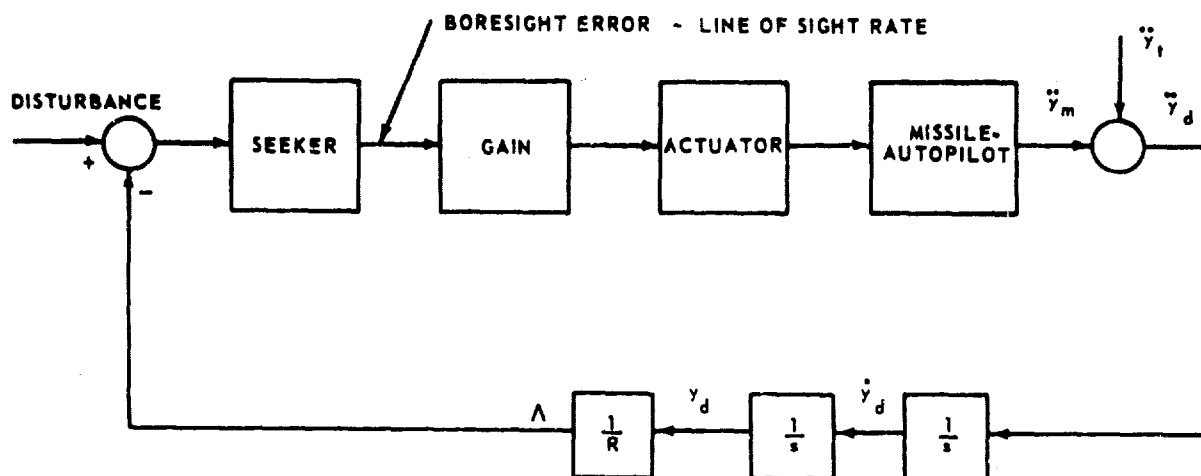 BORESIGHT ERROR - LINE OF SIGHT RATE
DISTURBANCE
+
−
SEEKER
GAIN
ACTUATOR
MISSILE-
AUTOPILOT
ÿm
ÿt
ÿd
Λ
1
R
yd
1
s
ẏd
1
s